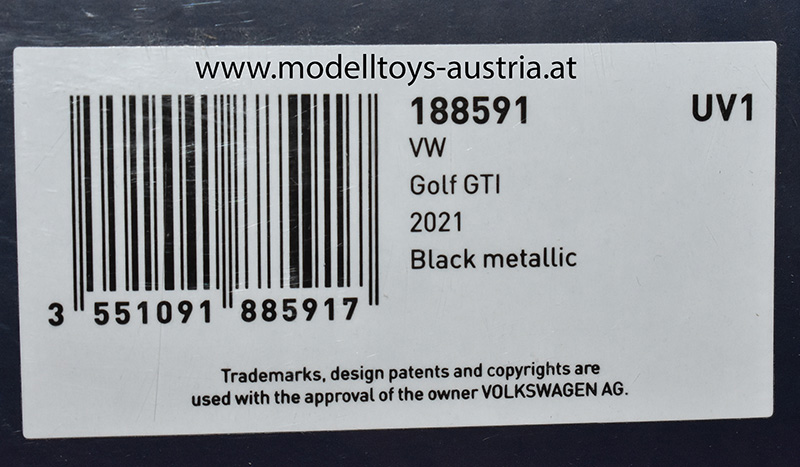 www.modelltoys-austria.at
188591 UV1
VW
Golf GTI
2021
Black metallic
3 551091 885917
Trademarks, design patents and copyrights are
used with the approval of the owner VOLKSWAGEN AG.